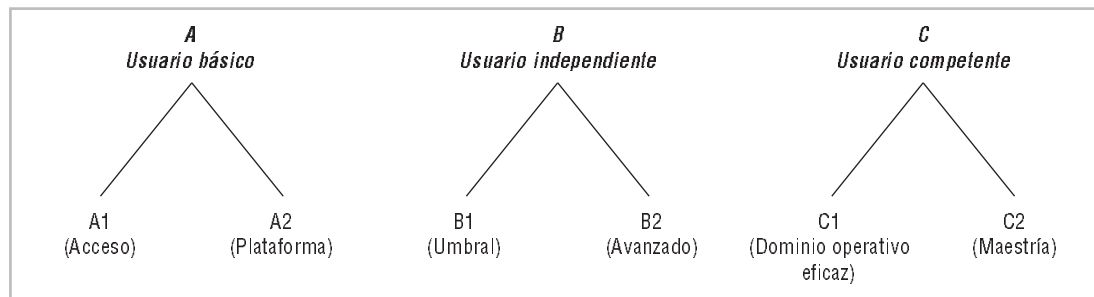 A
Usuario básico
B
Usuario independiente
C
Usuario competente
A1
(Acceso)
A2
(Plataforma)
B1
(Umbral)
B2
(Avanzado)
C1
(Dominio operativo
eficaz)
C2
(Maestría)